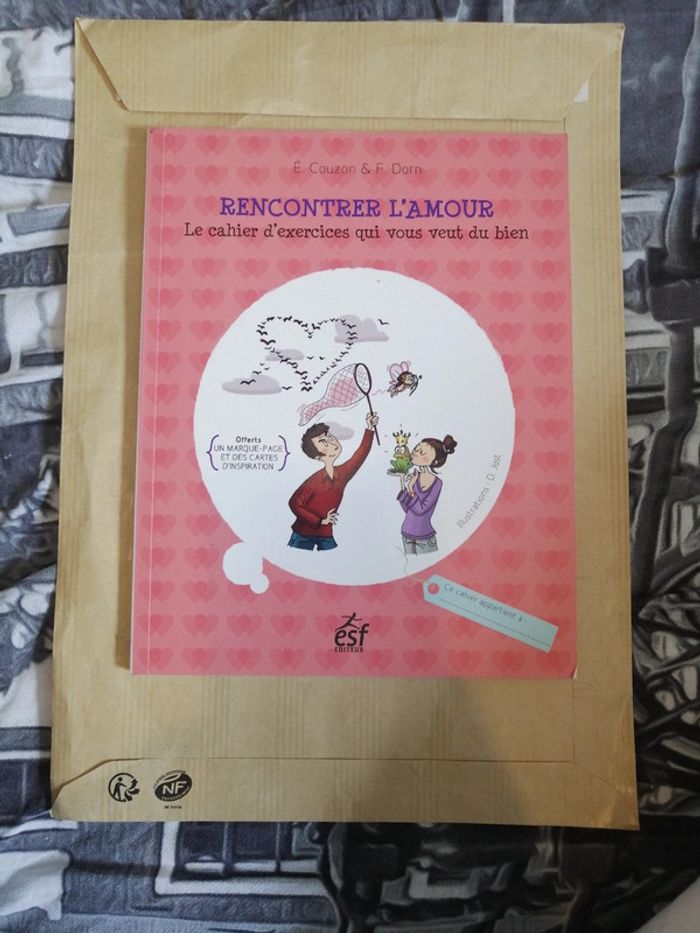 É. Couzon & F. Dorn
RENCONTRER L'AMOUR
Le cahier d'exercices qui vous veut du bien
Offerts
UN MARQUE-PAGE
ET DES CARTES
D'INSPIRATION
Illustrations : D. Jost
Ce cahier appartient à :
esf
ÉDITEUR
NF